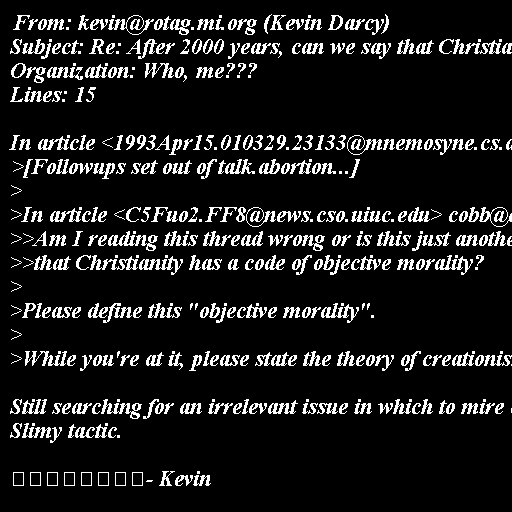 From: kevin@rotag.mi.org (Kevin Darcy)
Subject: Re: After 2000 years, can we say that Christia
Organization: Who, me???
Lines: 15

In article <1993Apr15.010329.23133@mnemosyne.cs.d
>[Followups set out of talk.abortion...]
>
>In article <C5Fuo2.FF8@news.cso.uiuc.edu> cobb@
>>Am I reading this thread wrong or is this just anothe
>>that Christianity has a code of objective morality?
>
>Please define this "objective morality".
>
>While you're at it, please state the theory of creationis

Still searching for an irrelevant issue in which to mire
Slimy tactic.

□□□□□□□□□- Kevin